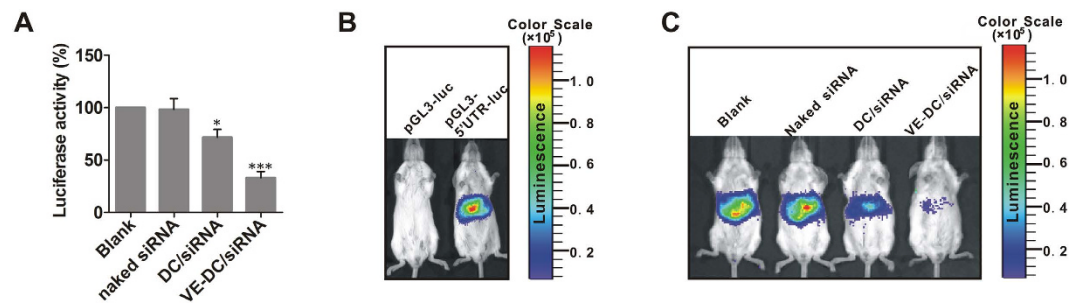 A
Luciferase activity (%)
150
100
50
0
*
***
Blank
naked siRNA
DC/siRNA
VE-DC/siRNA
B
pGL3-luc
pGL3-
5'UTR-luc
Color Scale
(×10⁵)
Luminescence
1.0
0.8
0.6
0.4
0.2
C
Blank
Naked siRNA
DC/siRNA
VE-DC/siRNA
Color Scale
(×10⁵)
Luminescence
1.0
0.8
0.6
0.4
0.2